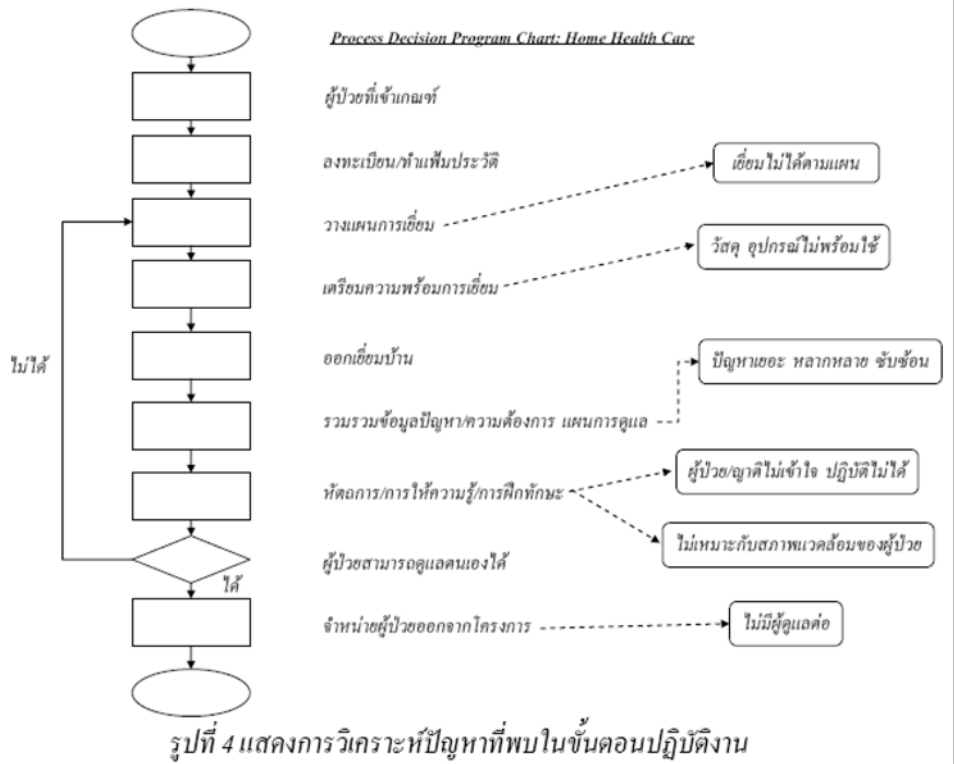 Process Decision Program Chart: Home Health Care
ผู้ป่วยที่เข้าเกณฑ์
ลงทะเบียน/ทำแฟ้มประวัติ
เยี่ยมไม่ได้ตามแผน
วางแผนการเยี่ยม
วัสดุ อุปกรณ์ไม่พร้อมใช้
เตรียมความพร้อมการเยี่ยม
ออกเยี่ยมบ้าน
ไม่ได้
ปัญหาเยอะ หลากหลาย ซับซ้อน
รวมรวมข้อมูลปัญหา/ความต้องการ แผนการดูแล
ผู้ป่วย/ญาติไม่เข้าใจ ปฏิบัติไม่ได้
หัตถการ/การให้ความรู้/การฝึกทักษะ
ไม่เหมาะกับสภาพแวดล้อมของผู้ป่วย
ผู้ป่วยสามารถดูแลตนเองได้
ได้
จำหน่ายผู้ป่วยออกจากโครงการ
ไม่มีผู้ดูแลต่อ
รูปที่ 4 แสดงการวิเคราะห์ปัญหาที่พบในขั้นตอนปฏิบัติงาน